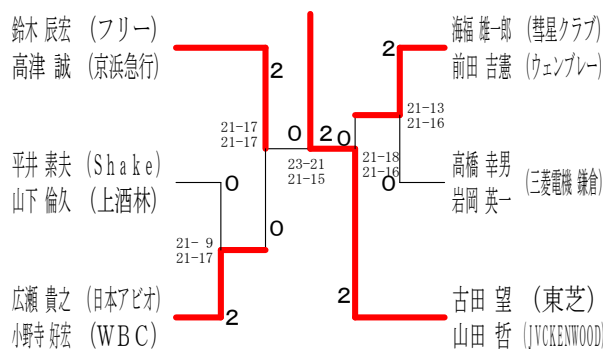 鈴木 辰宏 (フリー)
高津 誠 (京浜急行)
2
21-17
21-17
0
平井 素夫 (Shake)
山下 倫久 (上酒林)
0
0
21- 9
21-17
広瀬 貴之 (日本アビオ)
小野寺 好宏 (WBC)
2
23-21
21-15
2
海福 雄一郎 (彗星クラブ)
前田 吉憲 (ウェンブレー)
2
21-13
21-16
0
21-18
21-16
高橋 幸男
岩岡 英一
(三菱電機 鎌倉)
0
古田 望 (東芝)
山田 哲 (JVCKENWOOD)
2